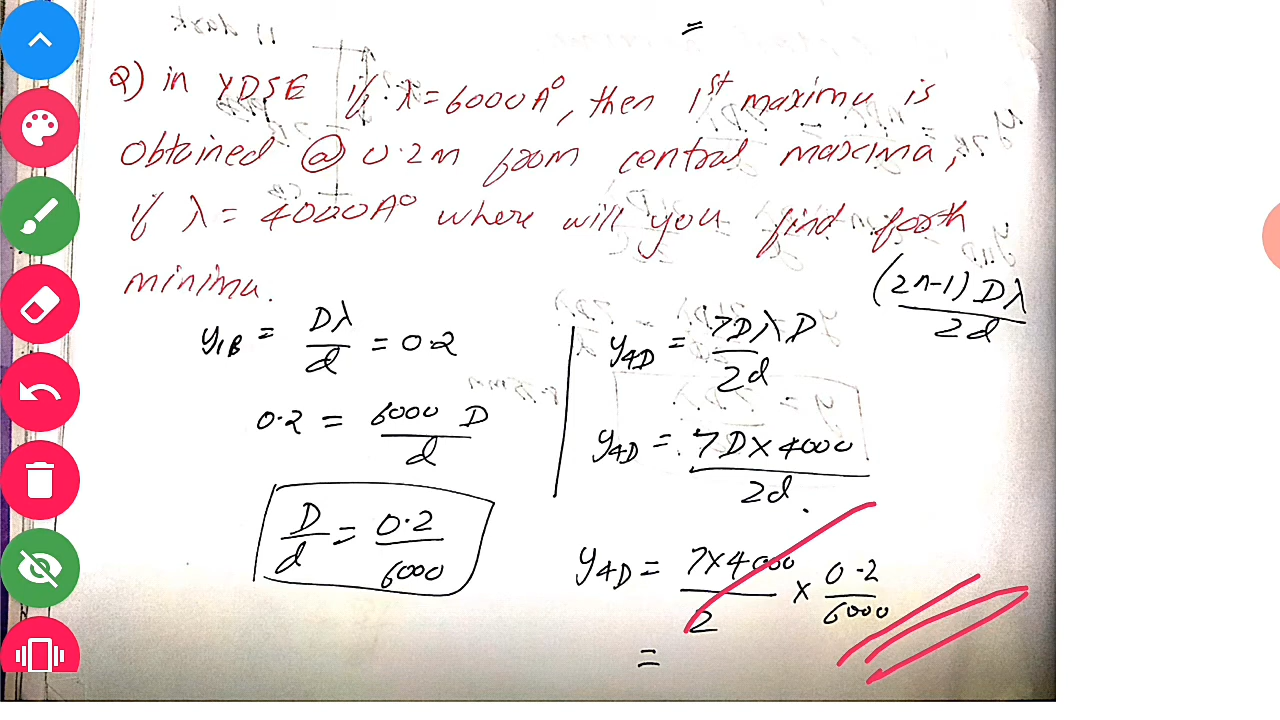 =
Q) in YDSE if λ=6000A°, then 1st maxima is
obtained @ 0.2m from central maxima,
if λ= 4000A° where will you find forth
minima.
(2n-1) Dλ
2d
y1B = Dλ/d = 0.2
0.2 = 6000 D/d
D/d = 0.2/6000
y4D = 7DλD/2d
y4D = 7D×4000/2d.
y4D = 7×4000/2 × 0.2/6000
=